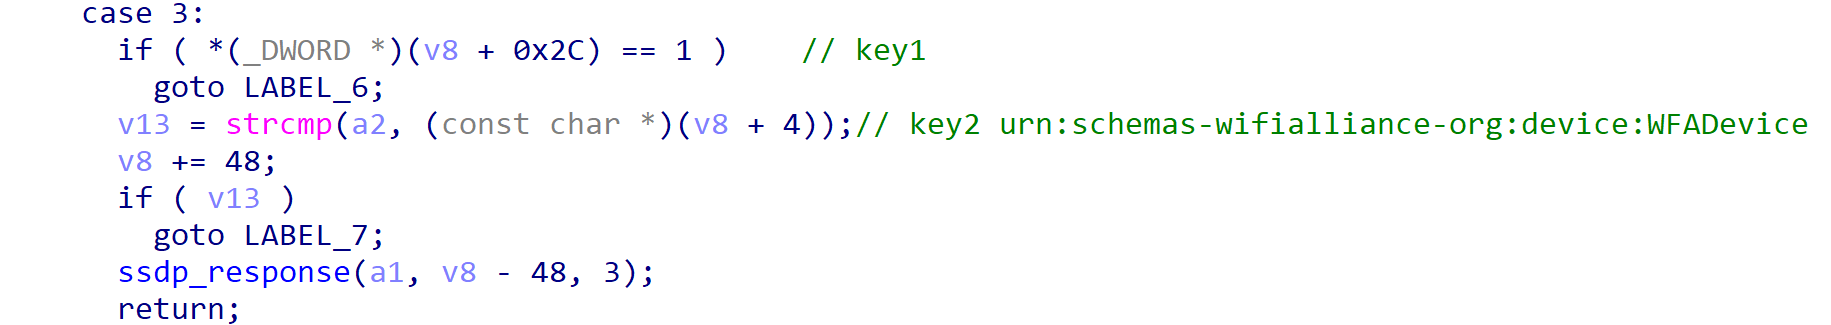 case 3:
if ( *(_DWORD *)(v8 + 0x2C) == 1 )    // key1
goto LABEL_6;
v13 = strcmp(a2, (const char *)(v8 + 4));// key2 urn:schemas-wifialliance-org:device:WFADevice
v8 += 48;
if ( v13 )
goto LABEL_7;
ssdp_response(a1, v8 - 48, 3);
return;